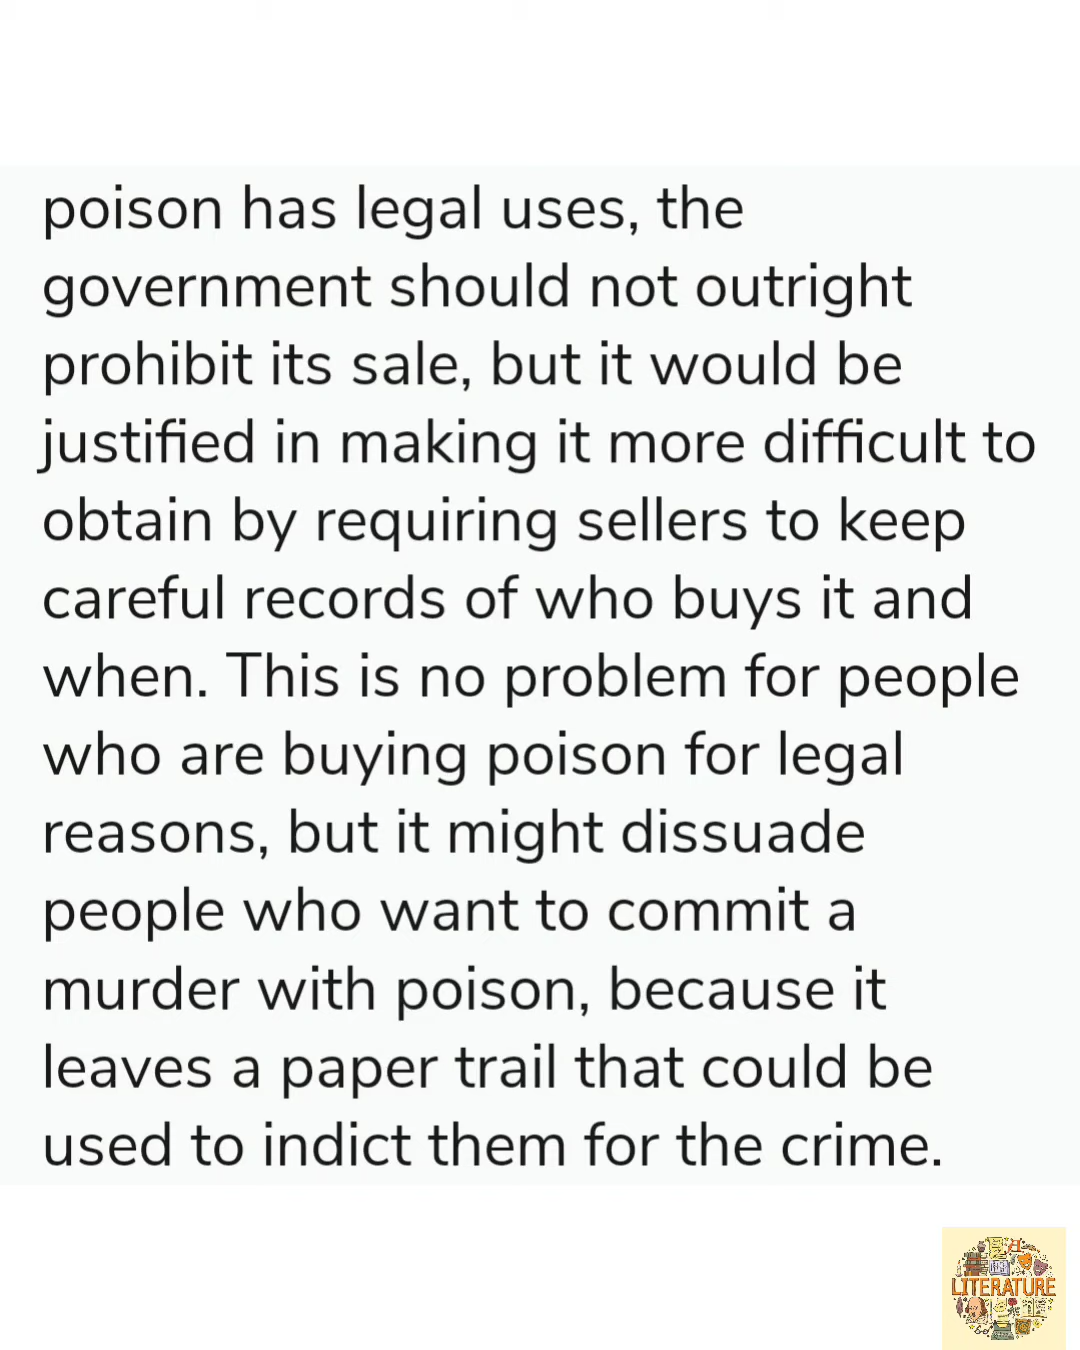 poison has legal uses, the
government should not outright
prohibit its sale, but it would be
justified in making it more difficult to
obtain by requiring sellers to keep
careful records of who buys it and
when. This is no problem for people
who are buying poison for legal
reasons, but it might dissuade
people who want to commit a
murder with poison, because it
leaves a paper trail that could be
used to indict them for the crime.
LITERATURE